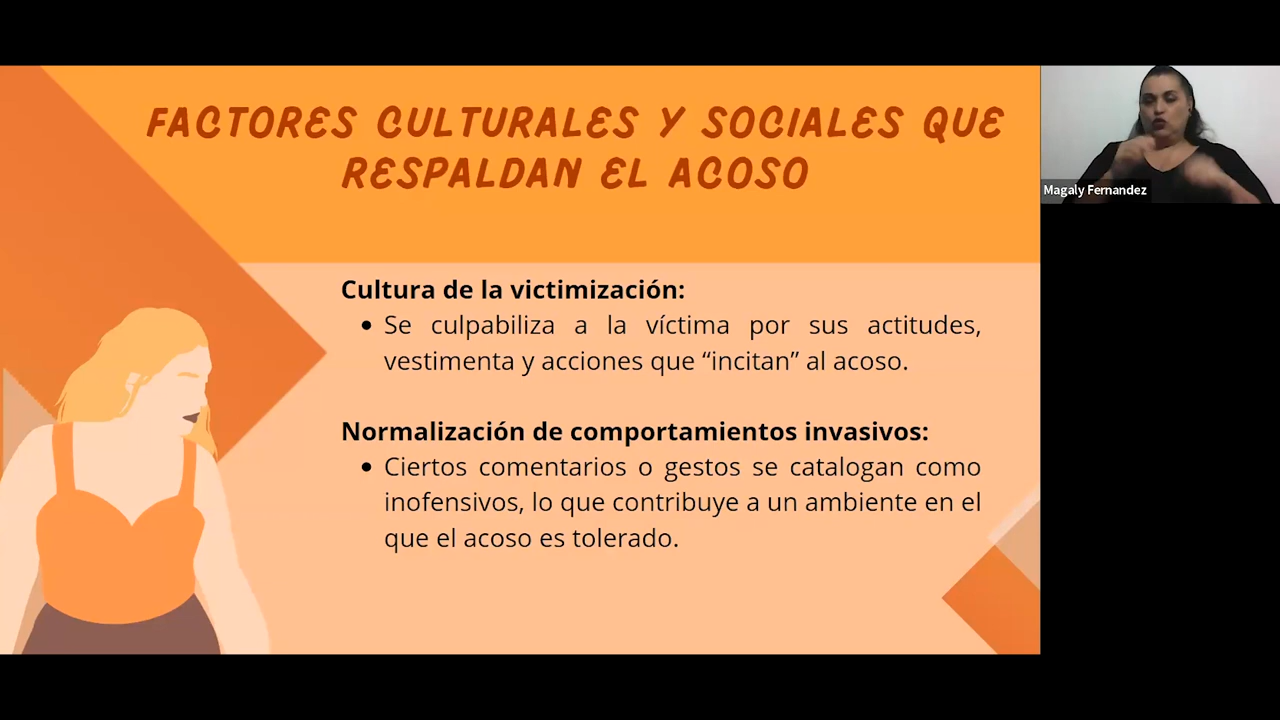 FACTORES CULTURALES Y SOCIALES QUE
RESPALDAN EL ACOSO
Magaly Fernandez
Cultura de la victimización:
• Se culpabiliza a la víctima por sus actitudes,
vestimenta y acciones que “incitan” al acoso.
Normalización de comportamientos invasivos:
• Ciertos comentarios o gestos se catalogan como
inofensivos, lo que contribuye a un ambiente en el
que el acoso es tolerado.